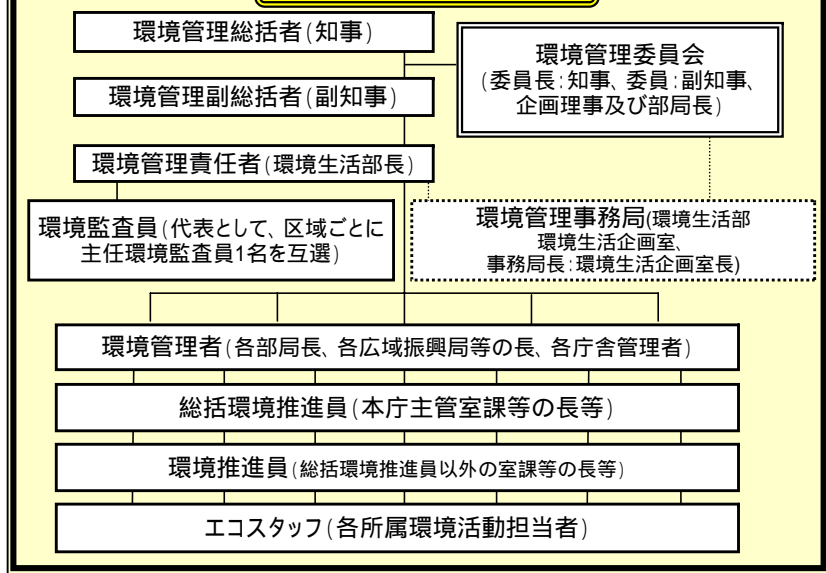 環境管理総括者(知事)
環境管理委員会
(委員長:知事、委員:副知事、
企画理事及び部局長)
環境管理副総括者(副知事)
環境管理責任者(環境生活部長)
環境監査員(代表として、区域ごとに
主任環境監査員1名を互選)
環境管理事務局(環境生活部
環境生活企画室、
事務局長:環境生活企画室長)
環境管理者(各部局長、各広域振興局等の長、各庁舎管理者)
総括環境推進員(本庁主管室課等の長等)
環境推進員(総括環境推進員以外の室課等の長等)
エコスタッフ(各所属環境活動担当者)